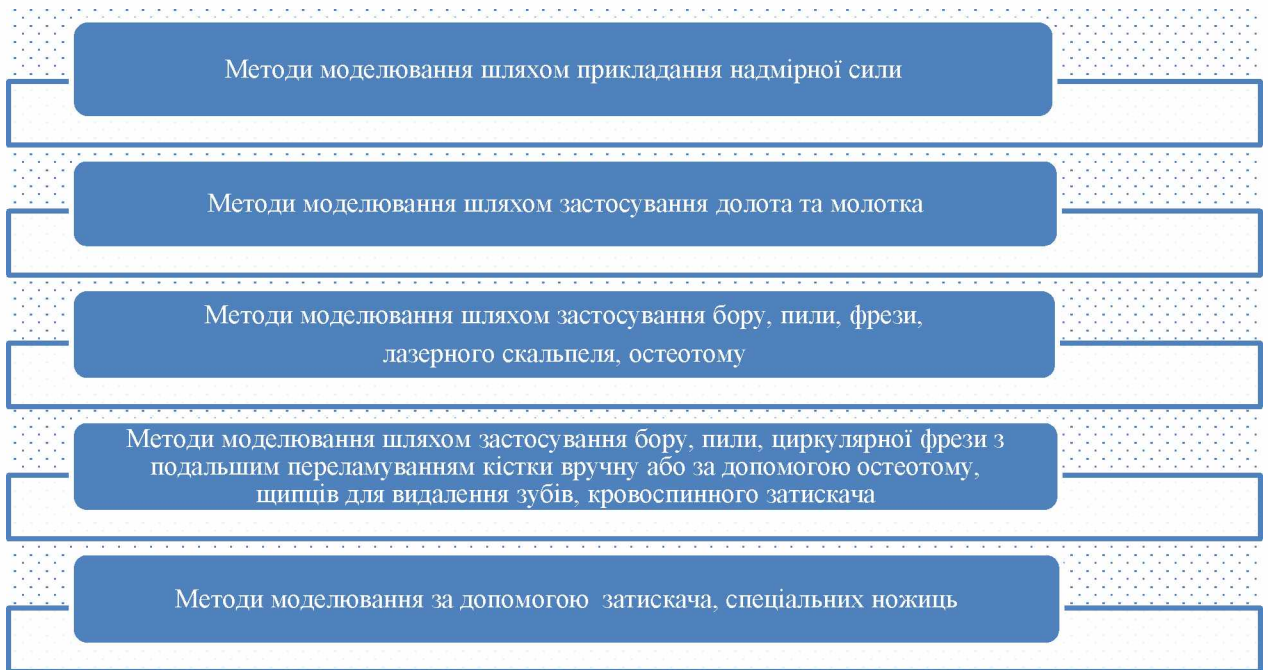 Методи моделювання шляхом прикладання надмірної сили
Методи моделювання шляхом застосування долота та молотка
Методи моделювання шляхом застосування бору, пили, фрези,
лазерного скальпеля, остеотому
Методи моделювання шляхом застосування бору, пили, циркулярної фрези з
подальшим переламуванням кістки вручну або за допомогою остеотому,
щипців для видалення зубів, кровоспинного затискача
Методи моделювання за допомогою затискача, спеціальних ножиць